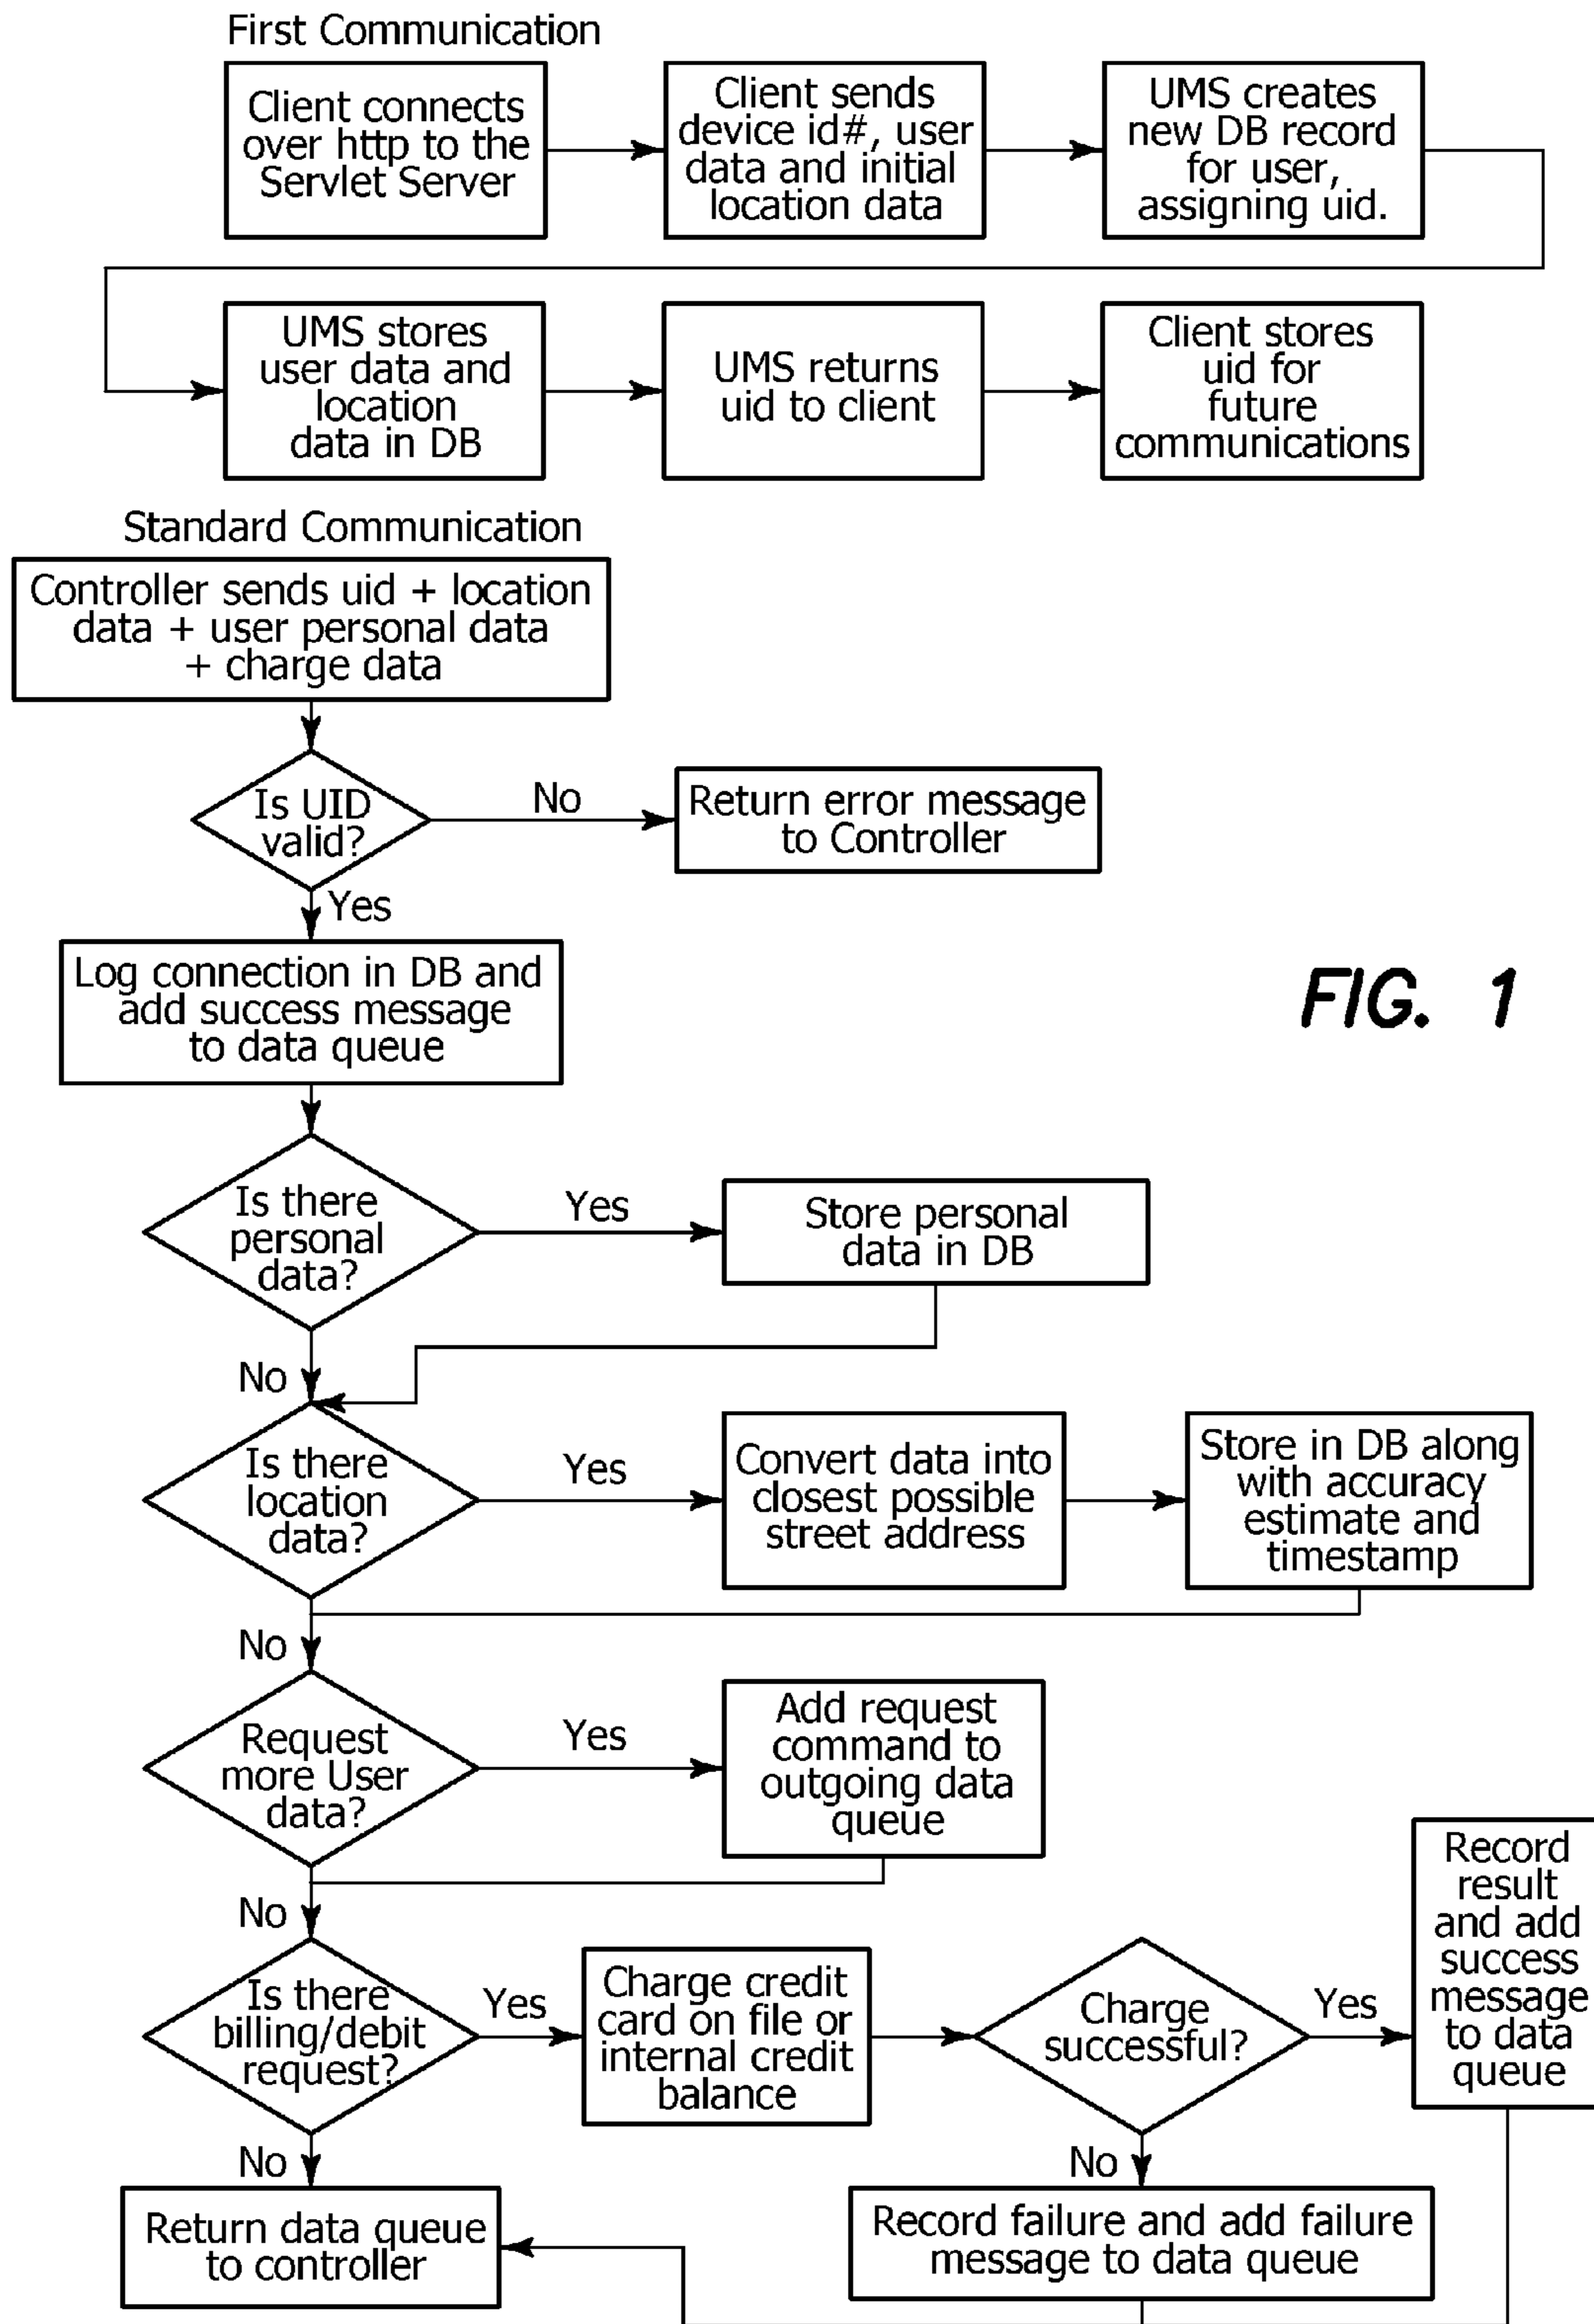 First Communication
Client connects
over http to the
Servlet Server
Client sends
device id#, user
data and initial
location data
UMS creates
new DB record
for user,
assigning uid.
UMS stores
user data and
location
data in DB
UMS returns
uid to client
Client stores
uid for
future
communications
Standard Communication
Controller sends uid + location
data + user personal data
+ charge data
Is UID
valid?
No
Return error message
to Controller
Yes
Log connection in DB and
add success message
to data queue
FIG. 1
Is there
personal
data?
Yes
Store personal
data in DB
No
Is there
location
data?
Yes
Convert data into
closest possible
street address
Store in DB along
with accuracy
estimate and
timestamp
No
Request
more User
data?
Yes
Add request
command to
outgoing data
queue
No
Is there
billing/debit
request?
Yes
Charge credit
card on file or
internal credit
balance
Charge
successful?
Yes
Record
result
and add
success
message
to data
queue
No
Return data queue
to controller
No
Record failure and add failure
message to data queue